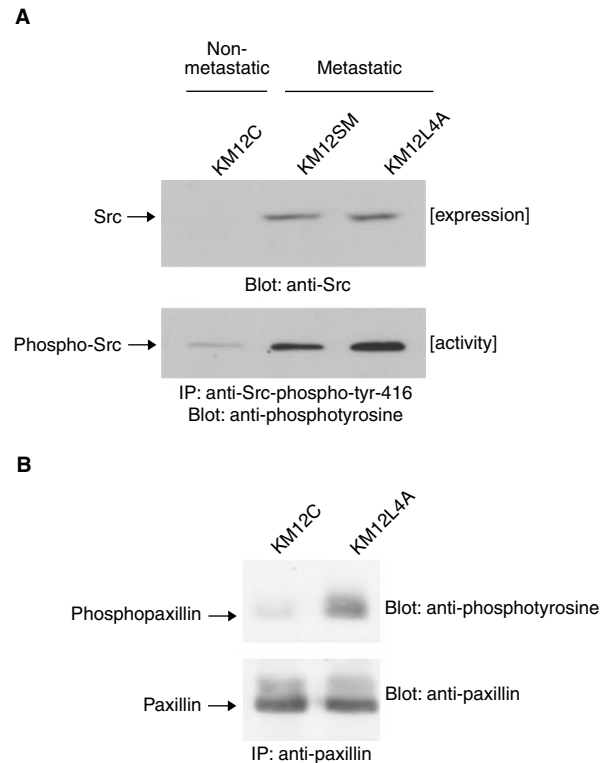 A
Non-
metastatic
Metastatic
KM12C
KM12SM
KM12L4A
Src
[expression]
Blot: anti-Src
Phospho-Src
[activity]
IP: anti-Src-phospho-tyr-416
Blot: anti-phosphotyrosine
B
KM12C
KM12L4A
Phosphopaxillin
Blot: anti-phosphotyrosine
Paxillin
Blot: anti-paxillin
IP: anti-paxillin